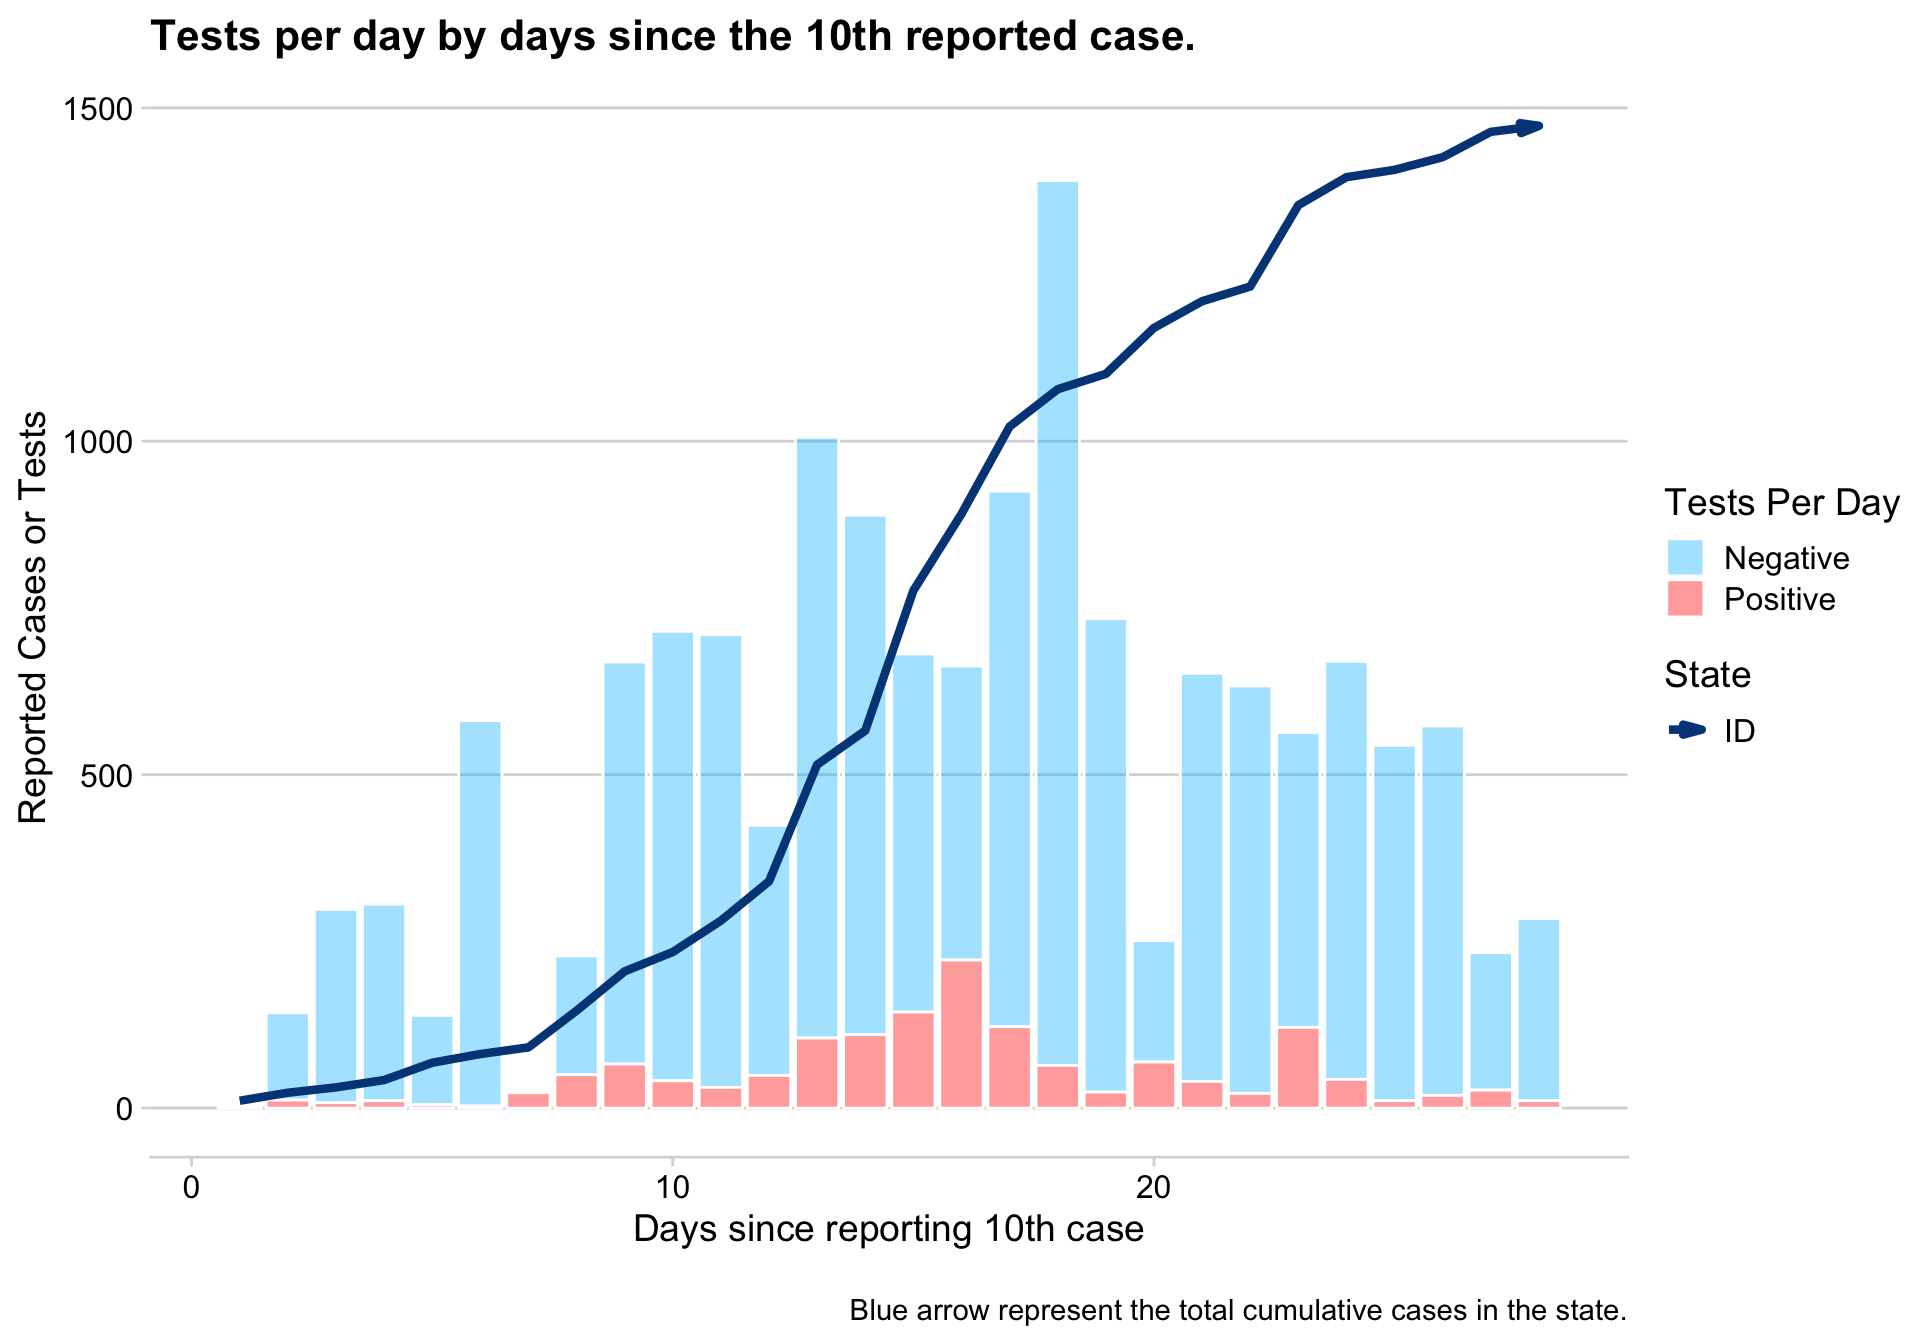 Tests per day by days since the 10th reported case.
1500
1000
500
0
Reported Cases or Tests
0 10 20
Days since reporting 10th case
Tests Per Day
Negative
Positive
State
ID
Blue arrow represent the total cumulative cases in the state.